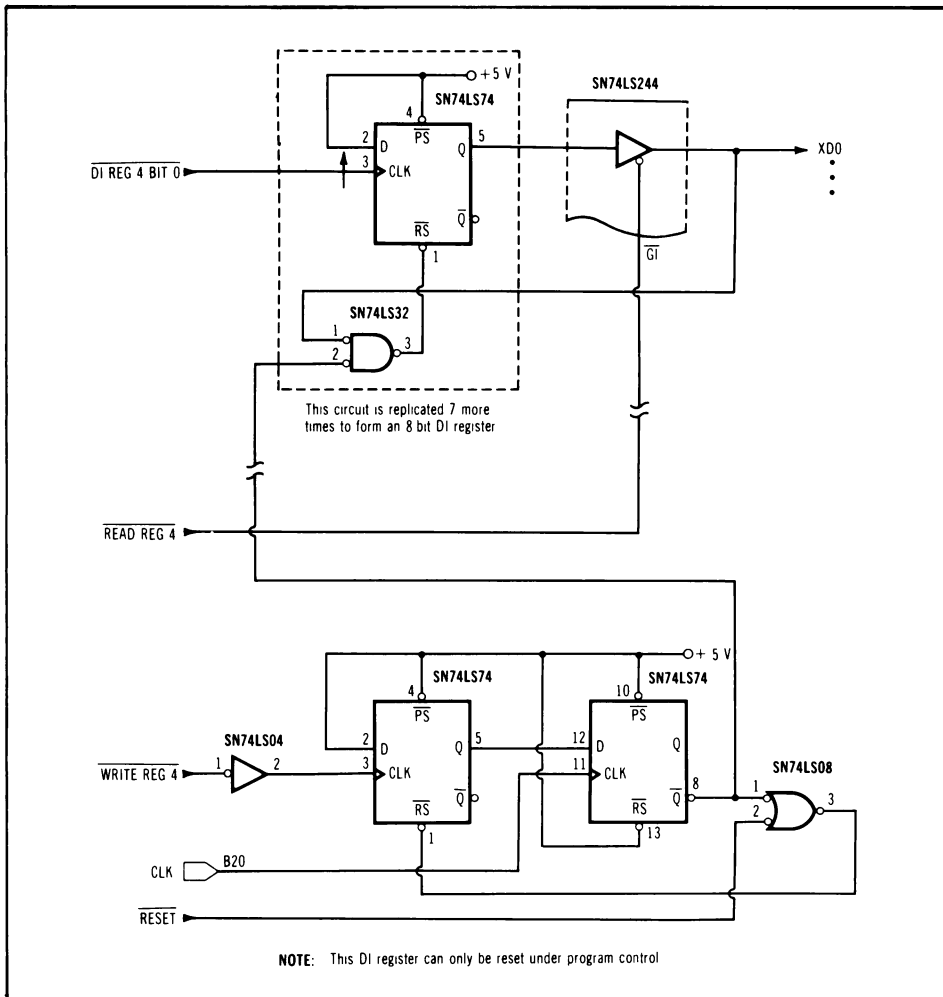 +5 V
SN74LS74
SN74LS244
4
PS
2
D
Q
5
XD0
DI REG 4 BIT 0
3
CLK
Q
RS
1
GI
SN74LS32
1
2
3
This circuit is replicated 7 more
times to form an 8 bit DI register
READ REG 4
+ 5 V
SN74LS74
SN74LS74
4
PS
10
PS
SN74LS04
2
D
Q
5
12
D
Q
WRITE REG 4
1
2
3
CLK
11
CLK
SN74LS08
Q
Q
8
1
3
RS
RS
2
1
13
CLK
B20
RESET
NOTE: This DI register can only be reset under program control